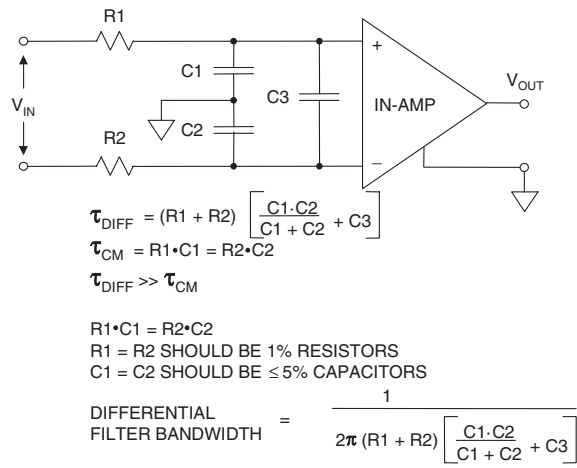 R1
C1
C2
C3
R2
V_IN
+
−
IN-AMP
V_OUT
τ_DIFF = (R1 + R2) [C1·C2 / C1 + C2 + C3]
τ_CM = R1•C1 = R2•C2
τ_DIFF >> τ_CM
R1•C1 = R2•C2
R1 = R2 SHOULD BE 1% RESISTORS
C1 = C2 SHOULD BE ≤ 5% CAPACITORS
DIFFERENTIAL
FILTER BANDWIDTH = 1 / 2π (R1 + R2) [C1·C2 / C1 + C2 + C3]